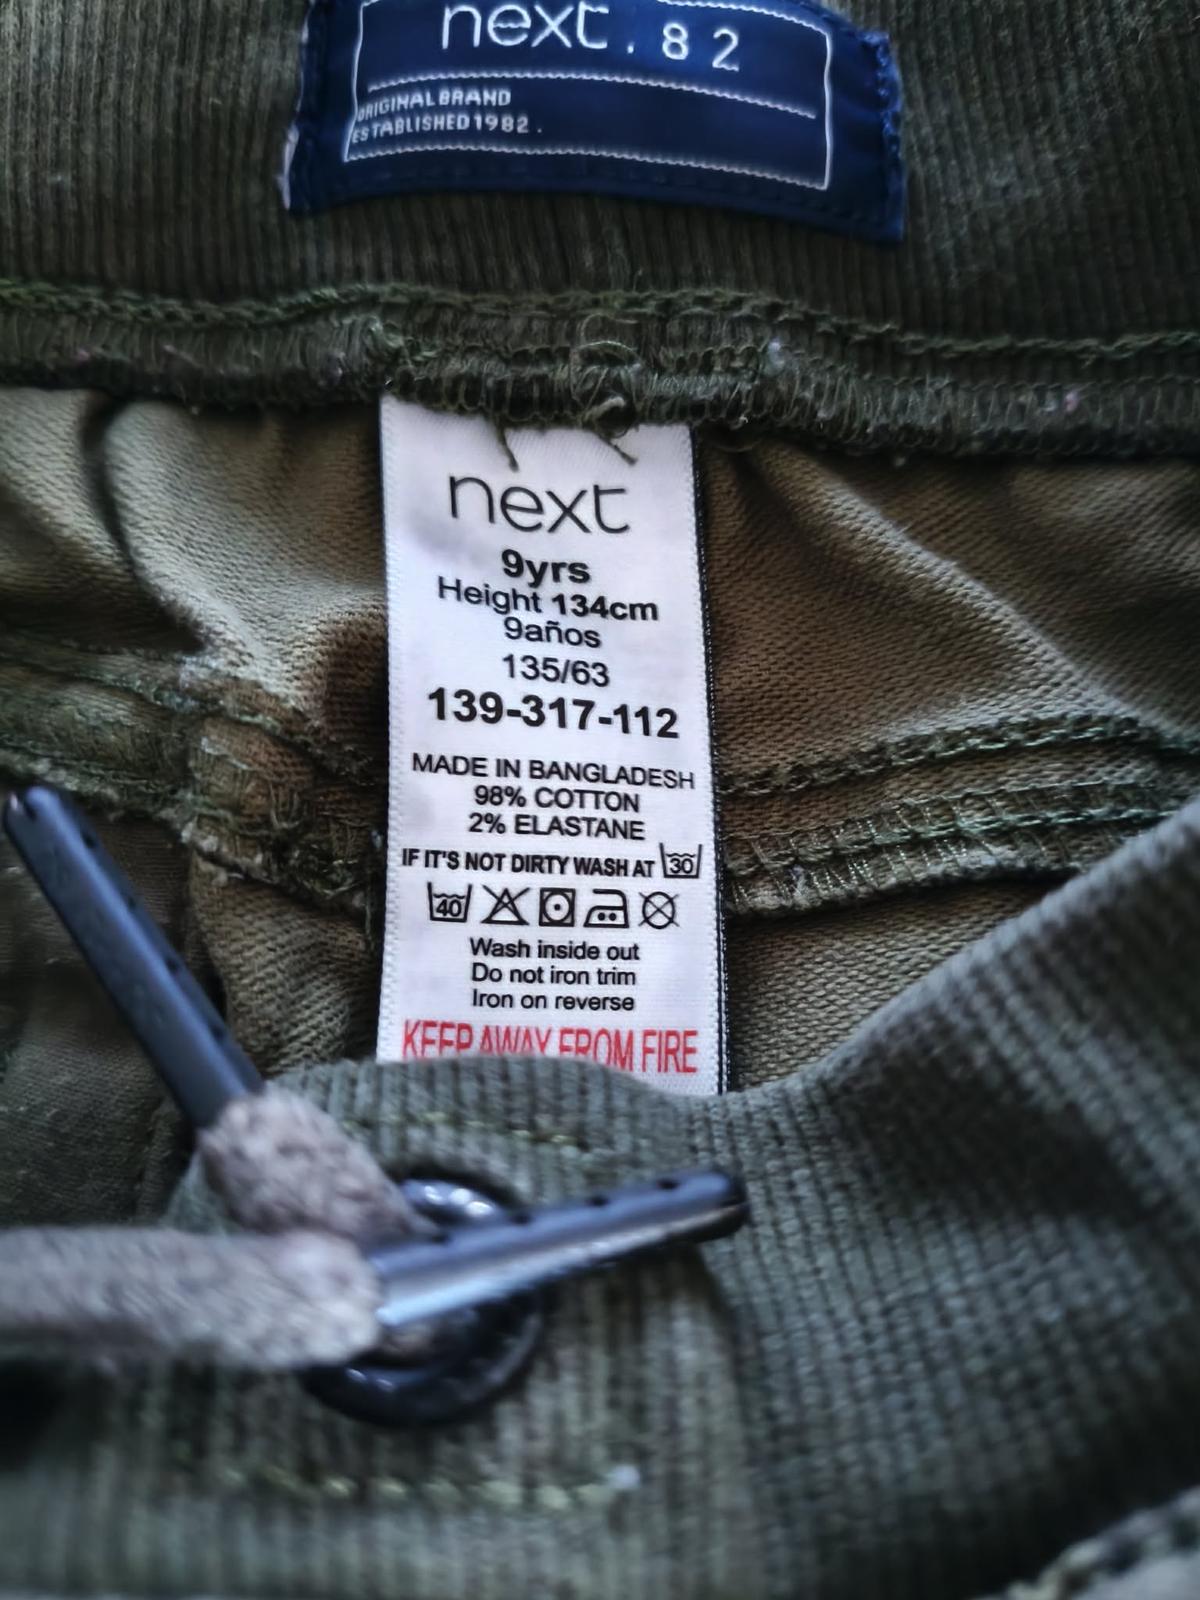 next.82
ORIGINAL BRAND
ESTABLISHED 1982.
next
9yrs
Height 134cm
9años
135/63
139-317-112
MADE IN BANGLADESH
98% COTTON
2% ELASTANE
IF IT'S NOT DIRTY WASH AT 30
40
Wash inside out
Do not iron trim
Iron on reverse
KEEP AWAY FROM FIRE